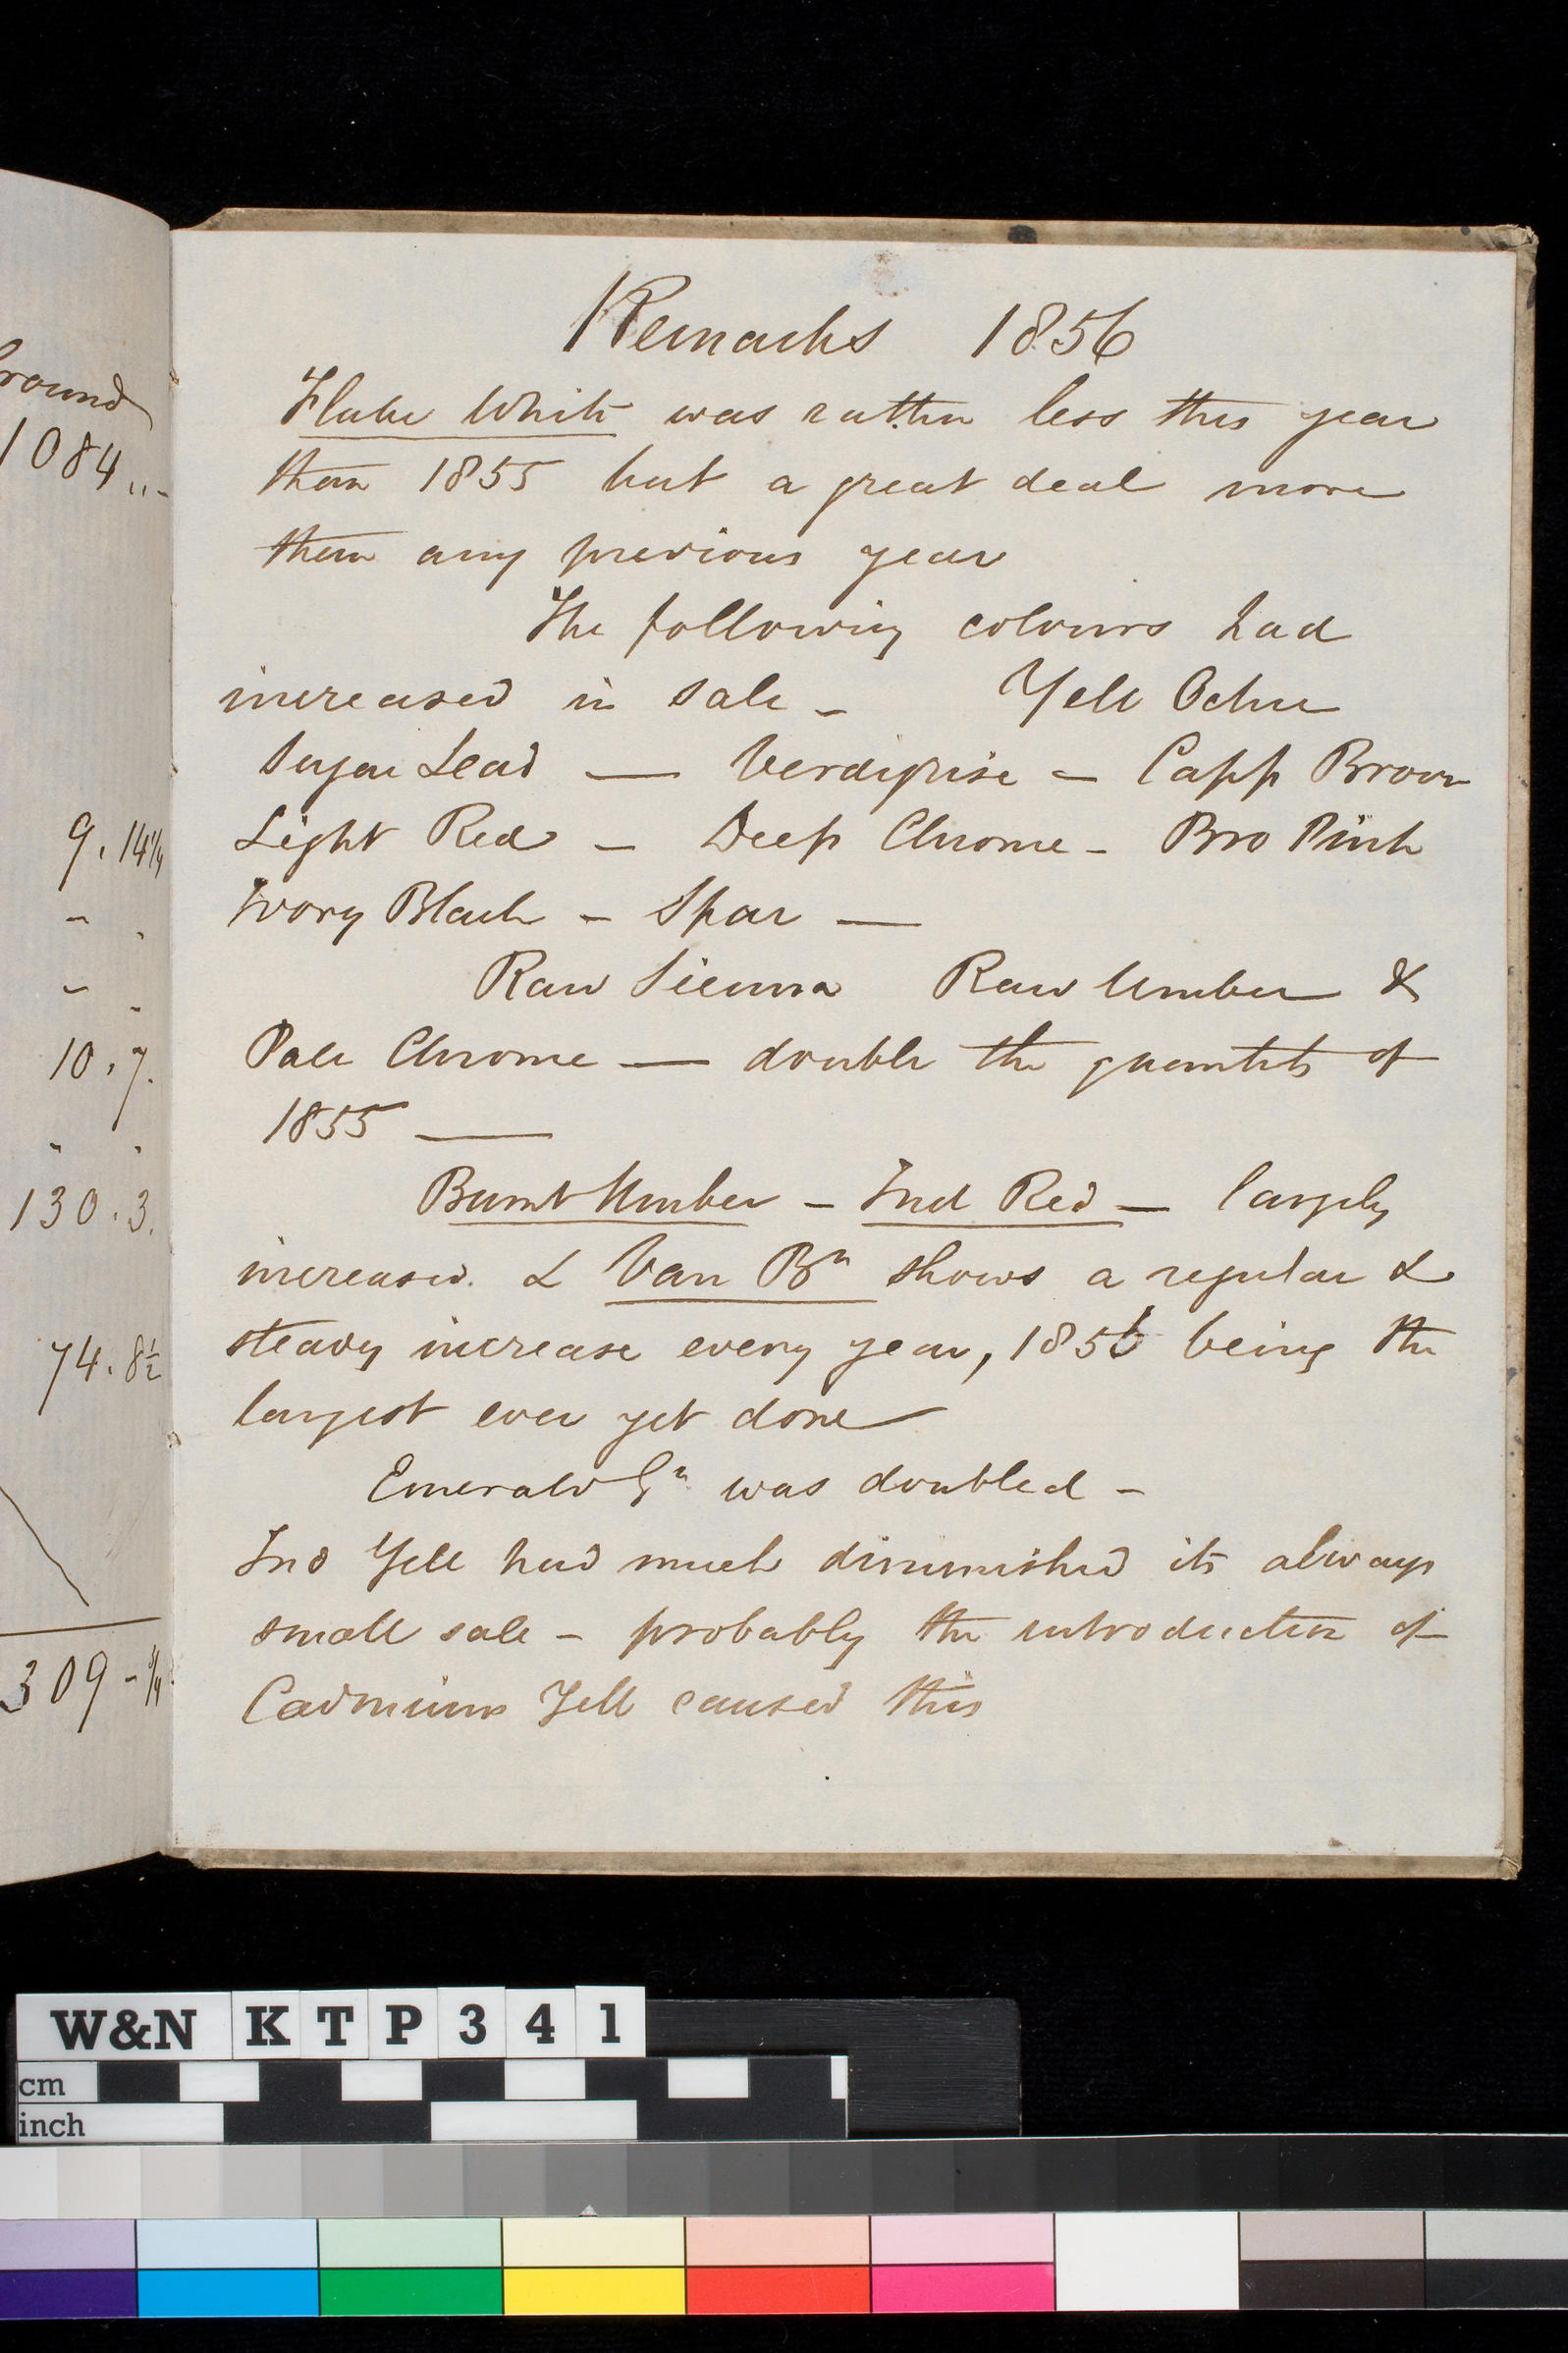 round
1084 "-
9.14 1/4
10.7.
130.3.
74.8 1/2
309-3/4
Remarks 1856
Flake White was rather less this year
than 1855 but a great deal more
than any previous year
The following colours had
increased in sale - Yell Ochre
Sugar Lead — Verdigrise - Capp Brown
Light Red - Deep Chrome - Bro Pink
Ivory Black - Spar —
Raw Sienna Raw Umber &
Pale Chrome — double the quantity of
1855 —
Burnt Umber - Ind Red - largely
increased. & Van Bn shows a regular &
steady increase every year, 1856 being the
largest ever yet done
Emerald Gn was doubled -
Ind Yell had much diminished its always
small sale - probably the introduction of
Cadmium Yell caused this
W&N KTP341
cm
inch